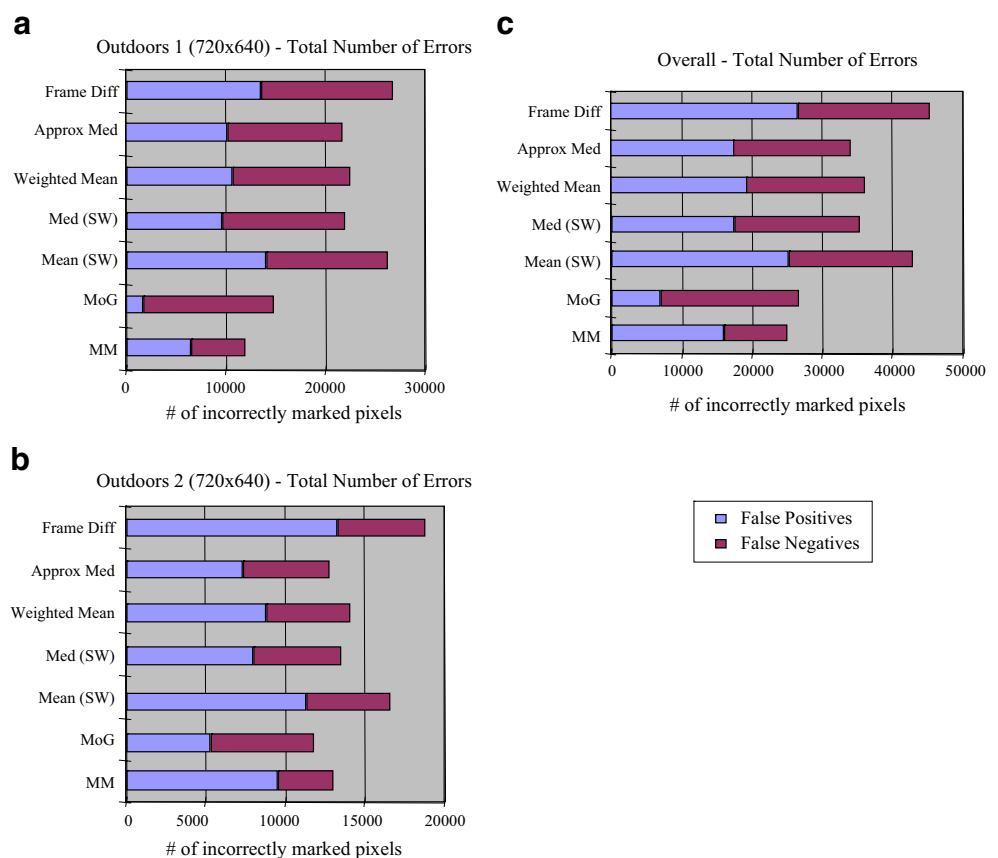 a
Outdoors 1 (720x640) - Total Number of Errors
Frame Diff
Approx Med
Weighted Mean
Med (SW)
Mean (SW)
MoG
MM
0 10000 20000 30000
# of incorrectly marked pixels
c
Overall - Total Number of Errors
Frame Diff
Approx Med
Weighted Mean
Med (SW)
Mean (SW)
MoG
MM
0 10000 20000 30000 40000 50000
# of incorrectly marked pixels
b
Outdoors 2 (720x640) - Total Number of Errors
Frame Diff
Approx Med
Weighted Mean
Med (SW)
Mean (SW)
MoG
MM
0 5000 10000 15000 20000
# of incorrectly marked pixels
False Positives
False Negatives